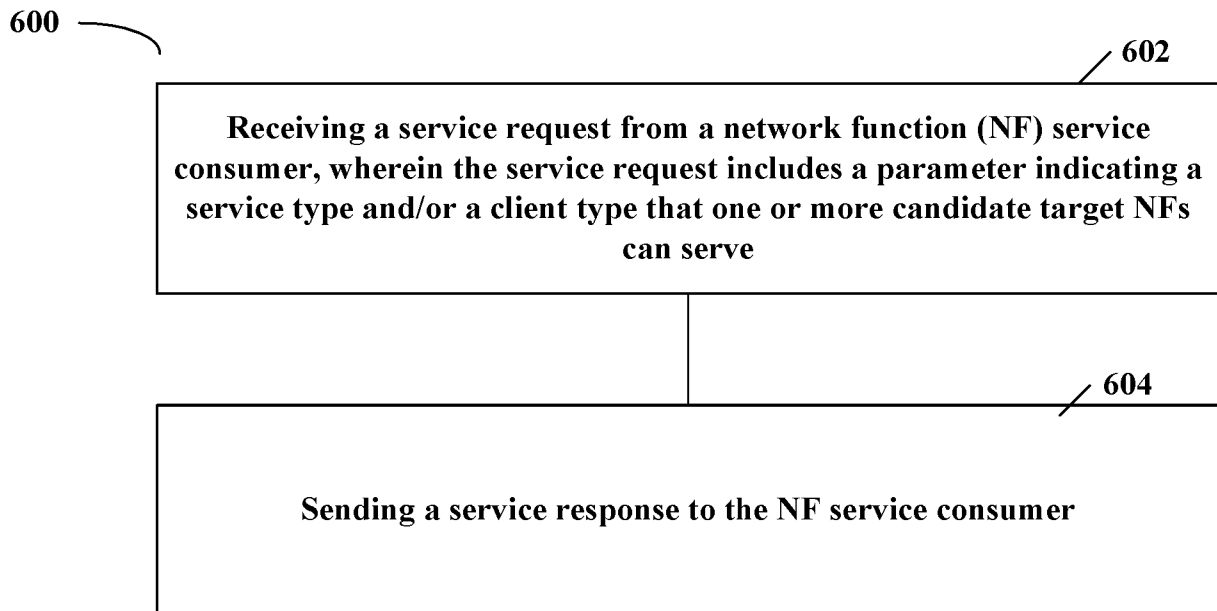 600
602
Receiving a service request from a network function (NF) service
consumer, wherein the service request includes a parameter indicating a
service type and/or a client type that one or more candidate target NFs
can serve
604
Sending a service response to the NF service consumer